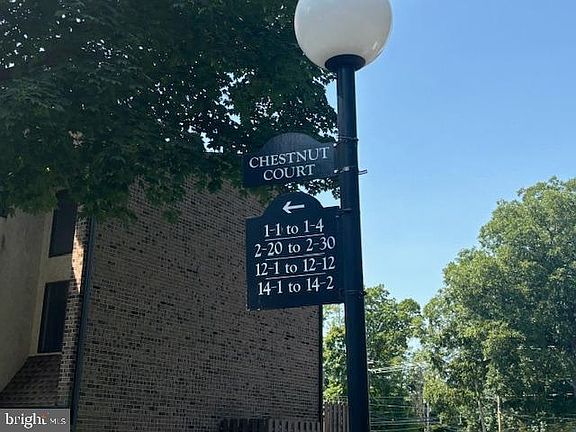 CHESTNUT
COURT
←
1-1 to 1-4
2-20 to 2-30
12-1 to 12-12
14-1 to 14-2
bright MLS